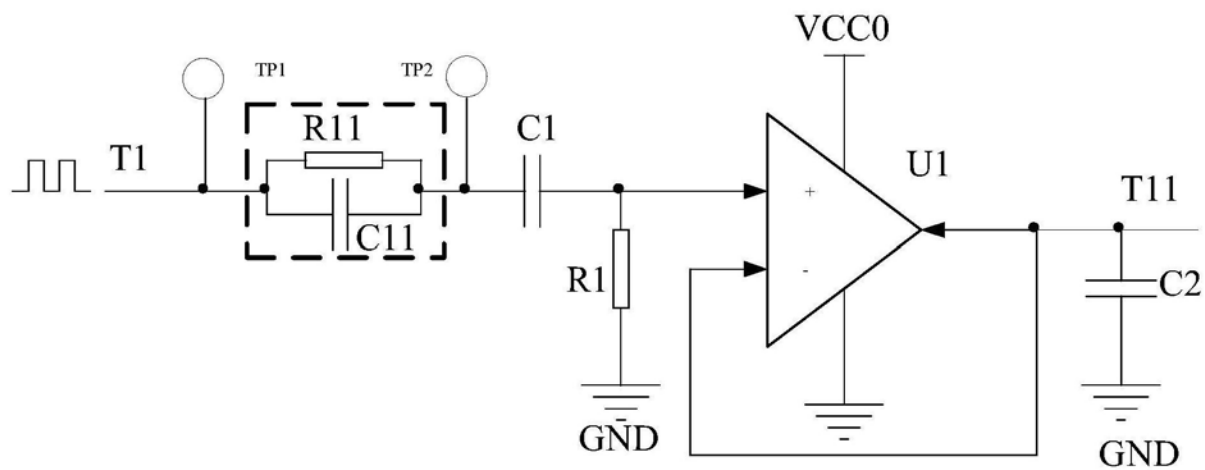 VCC0
TP1
TP2
R11
C1
T1
U1
+
T11
C11
-
R1
C2
GND
GND